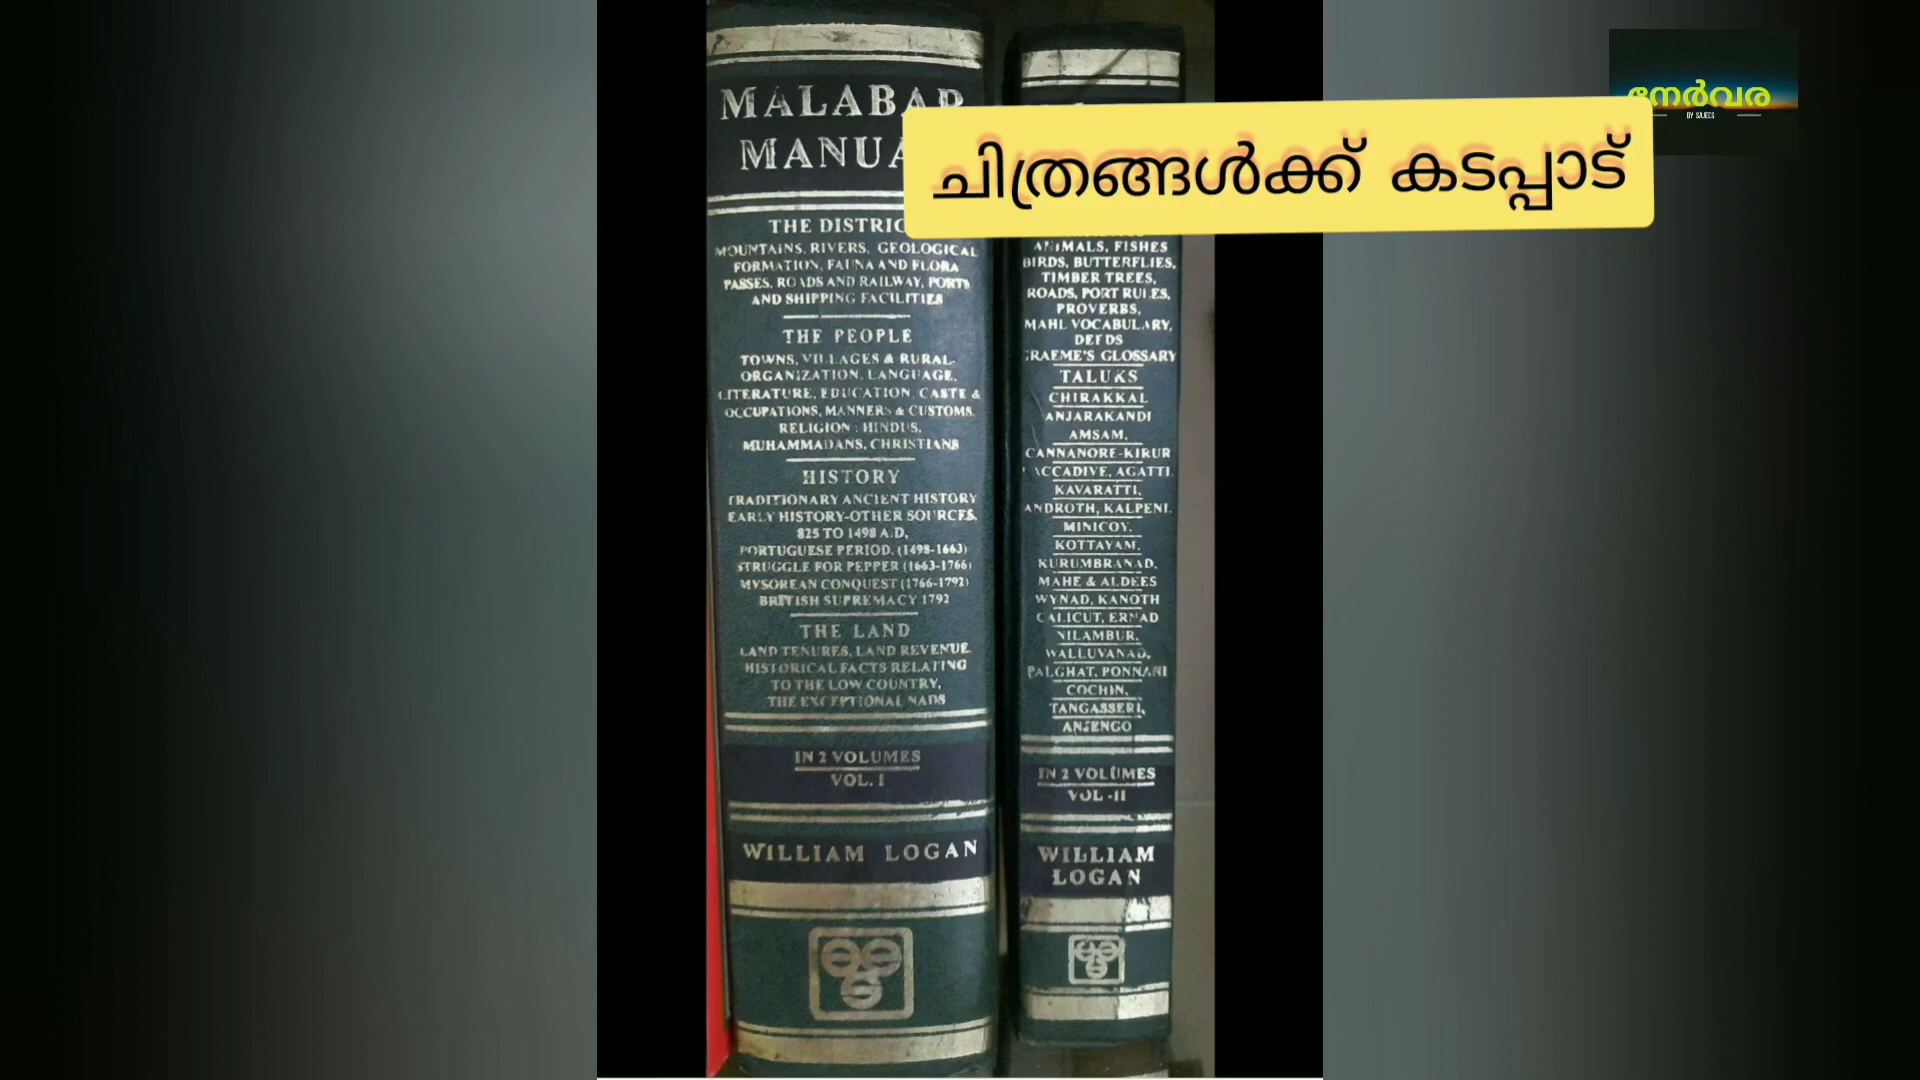 നേർവര
BY SAJEES
ചിത്രങ്ങൾക്ക് കടപ്പാട്
MALABAR
MANUA
THE DISTRIC
MOUNTAINS, RIVERS, GEOLOGICAL
FORMATION, FAUNA AND FLORA
PASSES, ROADS AND RAILWAY, PORTS
AND SHIPPING FACILITIES
THE PEOPLE
TOWNS, VILLAGES & RURAL
ORGANIZATION, LANGUAGE,
LITERATURE, EDUCATION, CASTE &
OCCUPATIONS, MANNERS & CUSTOMS,
RELIGION : HINDUS,
MUHAMMADANS, CHRISTIANS
HISTORY
TRADITIONARY ANCIENT HISTORY
EARLY HISTORY-OTHER SOURCES,
825 TO 1498 A.D,
PORTUGUESE PERIOD, (1498-1663)
STRUGGLE FOR PEPPER (1663-1766)
MYSOREAN CONQUEST (1766-1792)
BRITISH SUPREMACY 1792
THE LAND
LAND TENURES, LAND REVENUE
HISTORICAL FACTS RELATING
TO THE LOW COUNTRY,
THE EXCEPTIONAL NADS
IN 2 VOLUMES
VOL. I
WILLIAM LOGAN
ANIMALS, FISHES
BIRDS, BUTTERFLIES,
TIMBER TREES,
ROADS, PORT RULES,
PROVERBS,
MAHL VOCABULARY,
DEEDS
GRAEME'S GLOSSARY
TALUKS
CHIRAKKAL
ANJARAKANDI
AMSAM,
CANNANORE-KIRUR
LACCADIVE, AGATTI,
KAVARATTI,
ANDROTH, KALPENI,
MINICOY,
KOTTAYAM,
KURUMBRANAD,
MAHE & ALDEES
WYNAD, KANOTH
CALICUT, ERNAD
NILAMBUR,
WALLUVANAD,
PALGHAT, PONNANI
COCHIN,
TANGASSERI,
ANJENGO
IN 2 VOLUMES
VOL -II
WILLIAM
LOGAN